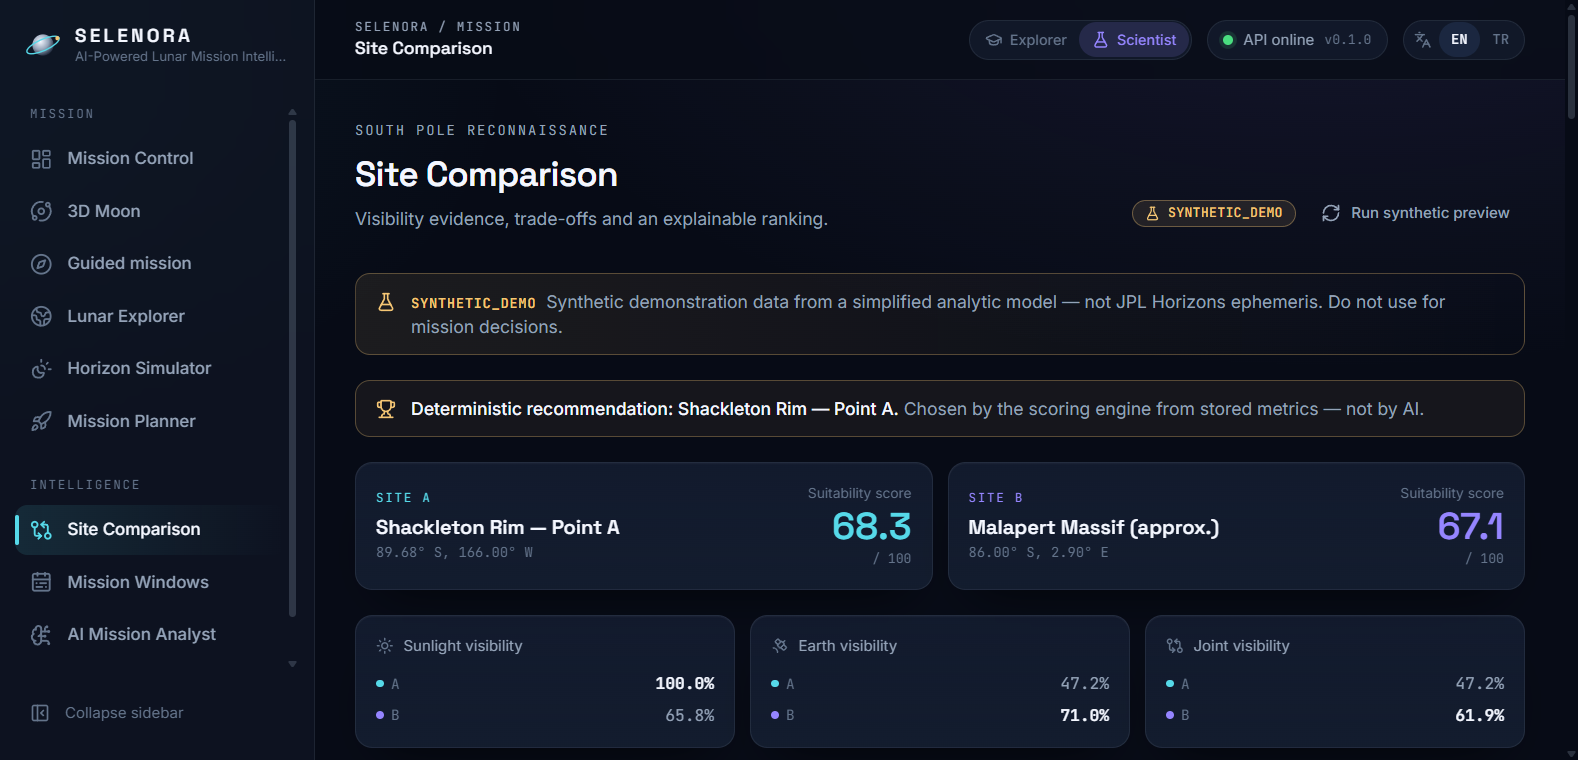 SELENORA
AI-Powered Lunar Mission Intelli...
MISSION
Mission Control
3D Moon
Guided mission
Lunar Explorer
Horizon Simulator
Mission Planner
INTELLIGENCE
Site Comparison
Mission Windows
AI Mission Analyst
Collapse sidebar
SELENORA / MISSION
Site Comparison
Explorer
Scientist
API online v0.1.0
EN
TR
SOUTH POLE RECONNAISSANCE
Site Comparison
Visibility evidence, trade-offs and an explainable ranking.
SYNTHETIC_DEMO
Run synthetic preview
SYNTHETIC_DEMO Synthetic demonstration data from a simplified analytic model — not JPL Horizons ephemeris. Do not use for
mission decisions.
Deterministic recommendation: Shackleton Rim — Point A. Chosen by the scoring engine from stored metrics — not by AI.
SITE A
Shackleton Rim — Point A
89.68° S, 166.00° W
Suitability score
68.3
/ 100
SITE B
Malapert Massif (approx.)
86.00° S, 2.90° E
Suitability score
67.1
/ 100
Sunlight visibility
A 100.0%
B 65.8%
Earth visibility
A 47.2%
B 71.0%
Joint visibility
A 47.2%
B 61.9%